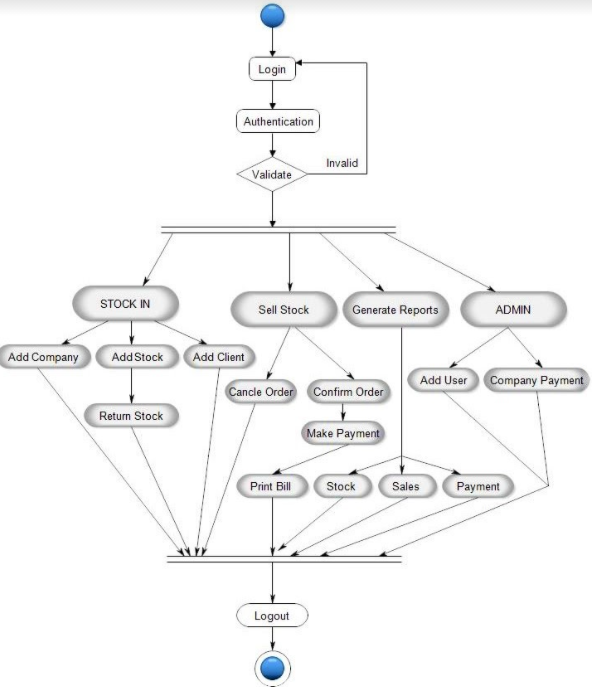 Login
Authentication
Invalid
Validate
STOCK IN
Sell Stock
Generate Reports
ADMIN
Add Company
Add Stock
Add Client
Add User
Company Payment
Cancle Order
Confirm Order
Return Stock
Make Payment
Print Bill
Stock
Sales
Payment
Logout